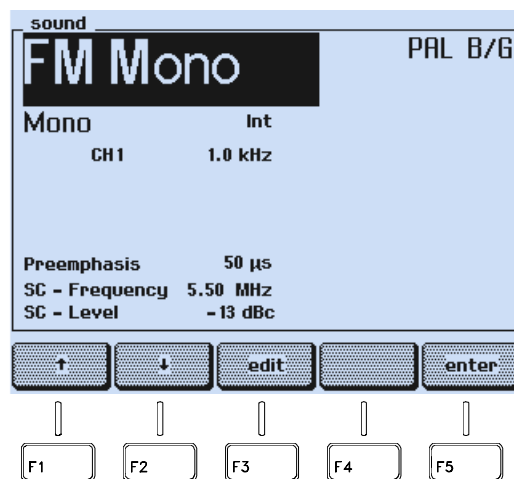 sound
FM Mono PAL B/G
Mono Int
CH1 1.0 kHz
Preemphasis 50 µs
SC - Frequency 5.50 MHz
SC - Level -13 dBc
↑ ↓ edit enter
F1 F2 F3 F4 F5